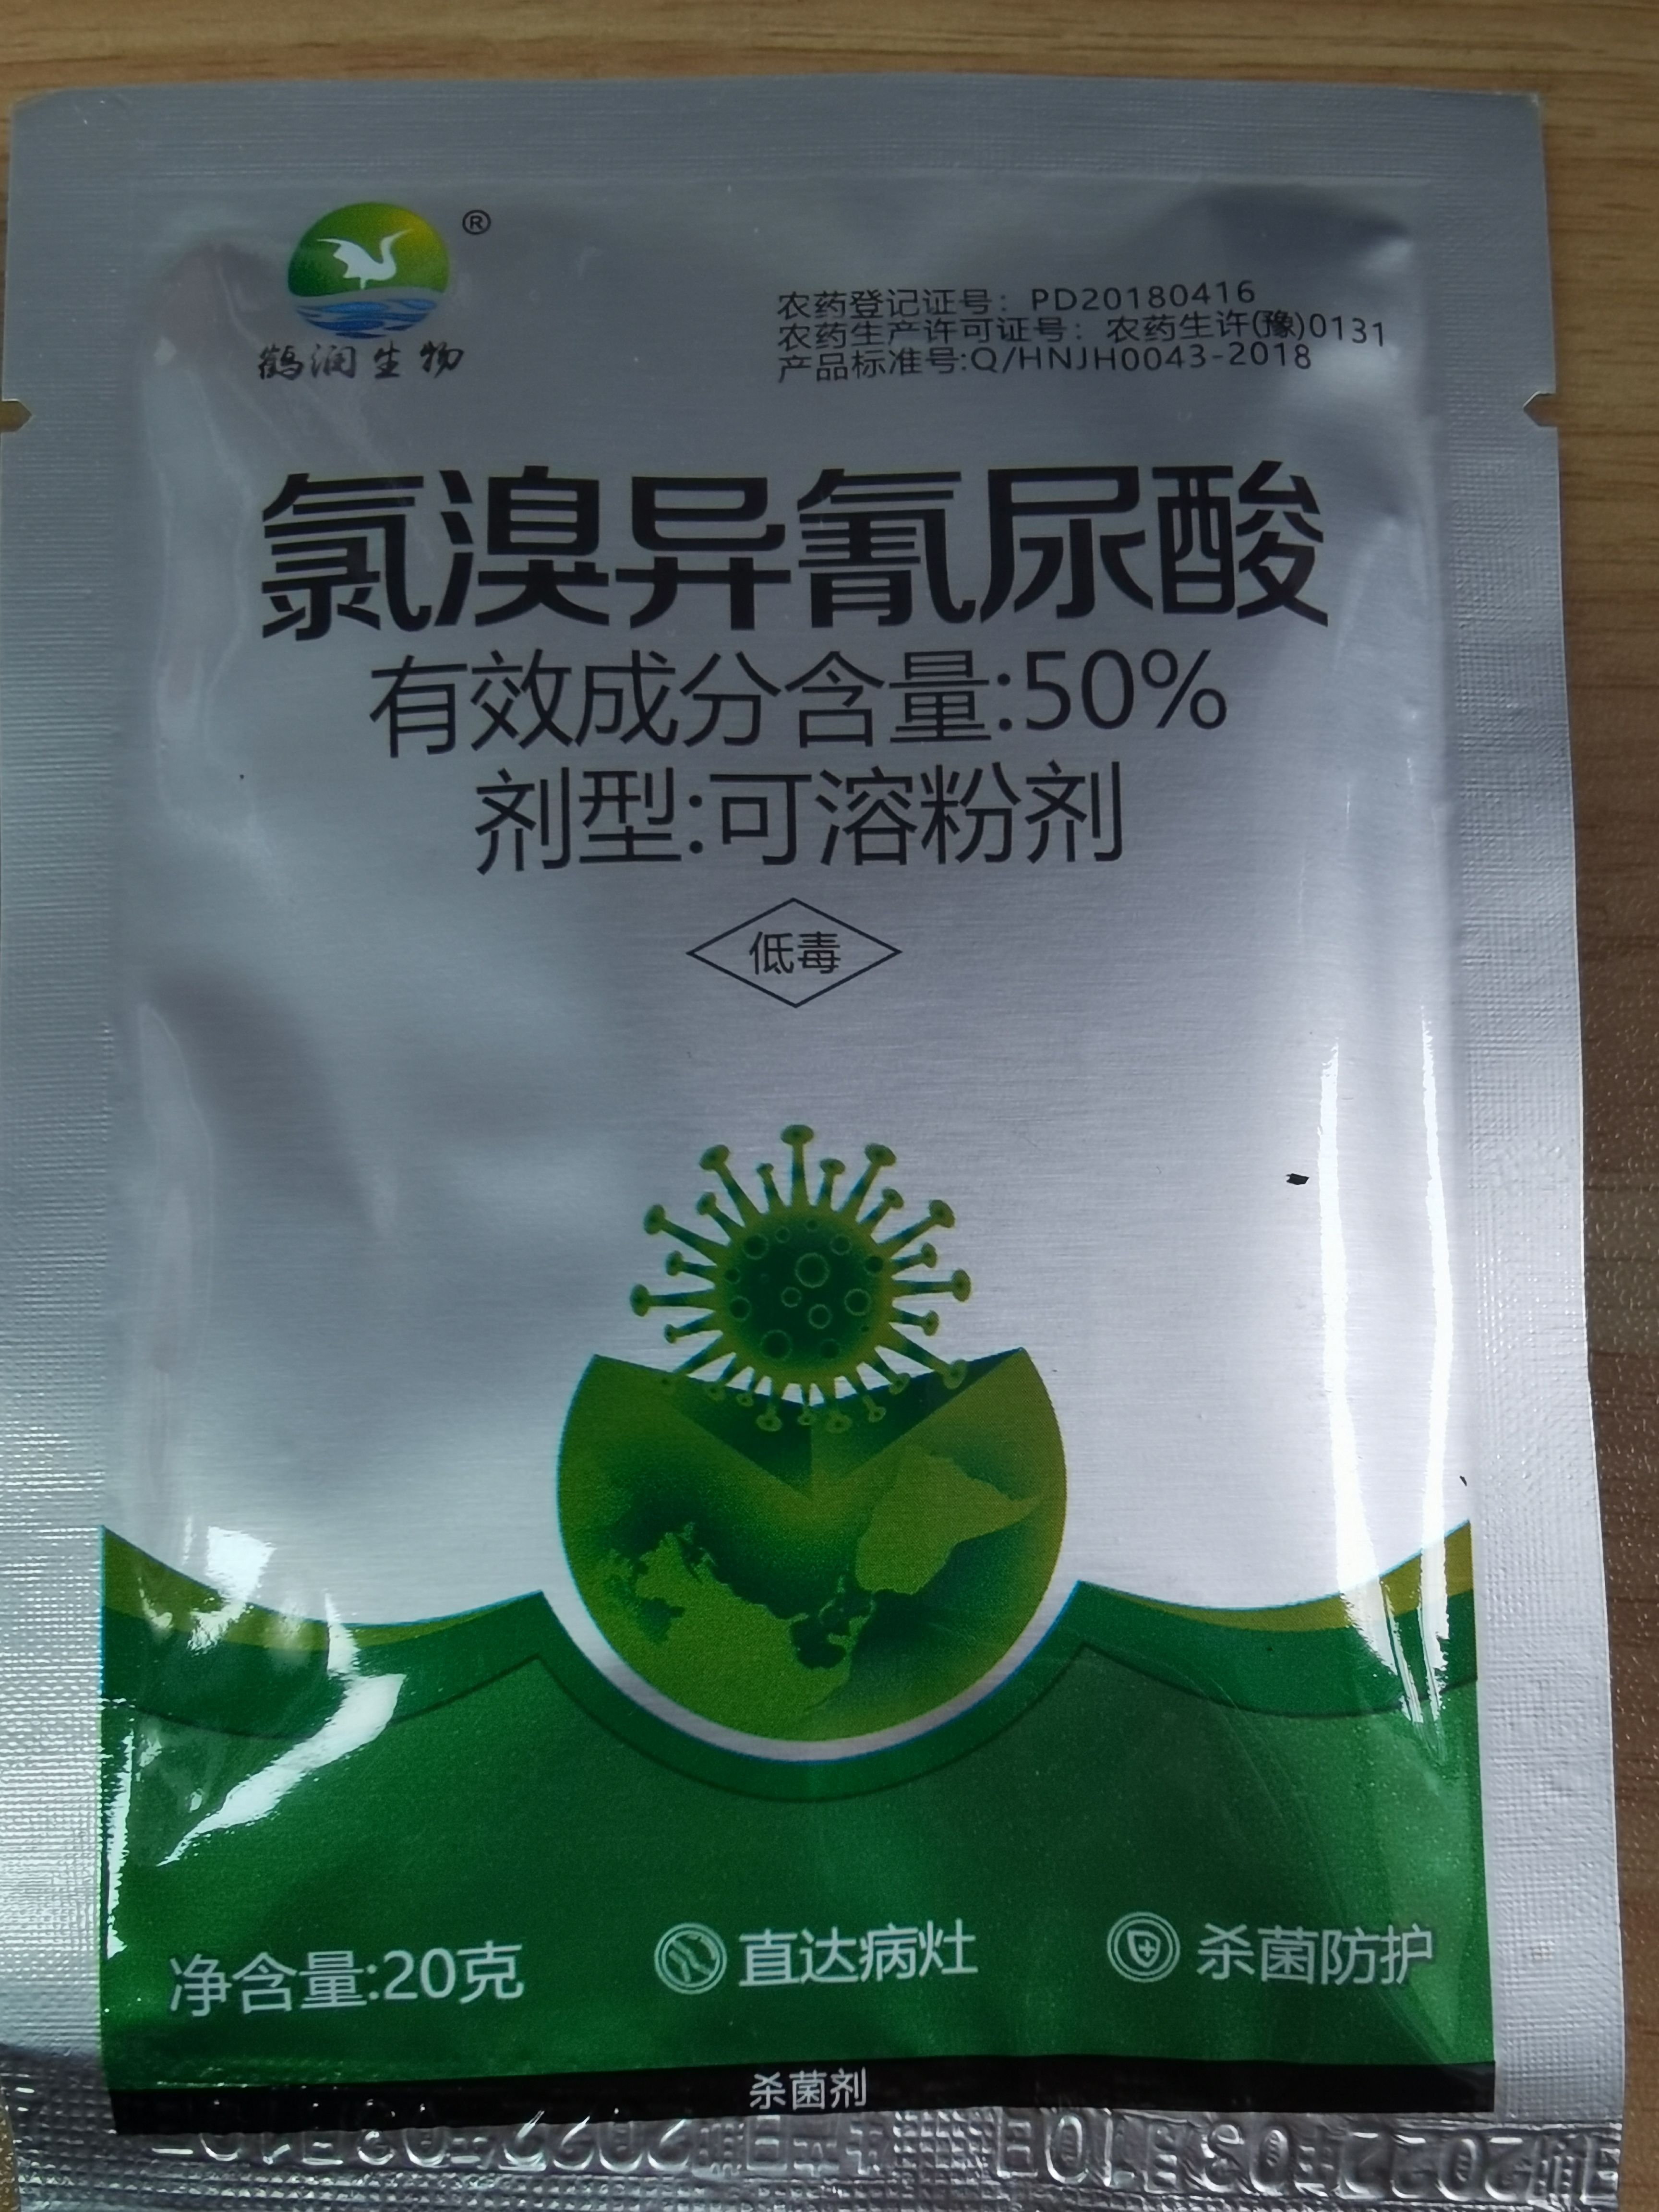 ®
鹤润生物
农药登记证号：PD20180416
农药生产许可证号：农药生许(豫)0131
产品标准号:Q/HNJH0043-2018
氯溴异氰尿酸
有效成分含量:50%
剂型:可溶粉剂
低毒
净含量:20克
直达病灶
杀菌防护
杀菌剂